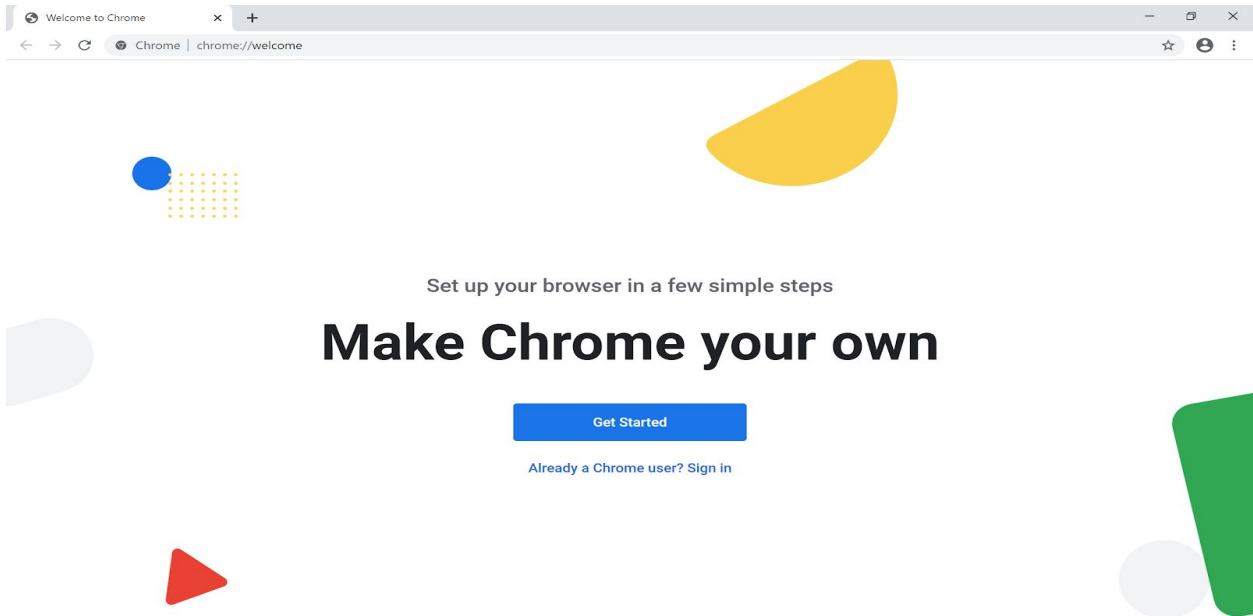 Welcome to Chrome
Chrome | chrome://welcome
Set up your browser in a few simple steps
Make Chrome your own
Get Started
Already a Chrome user? Sign in